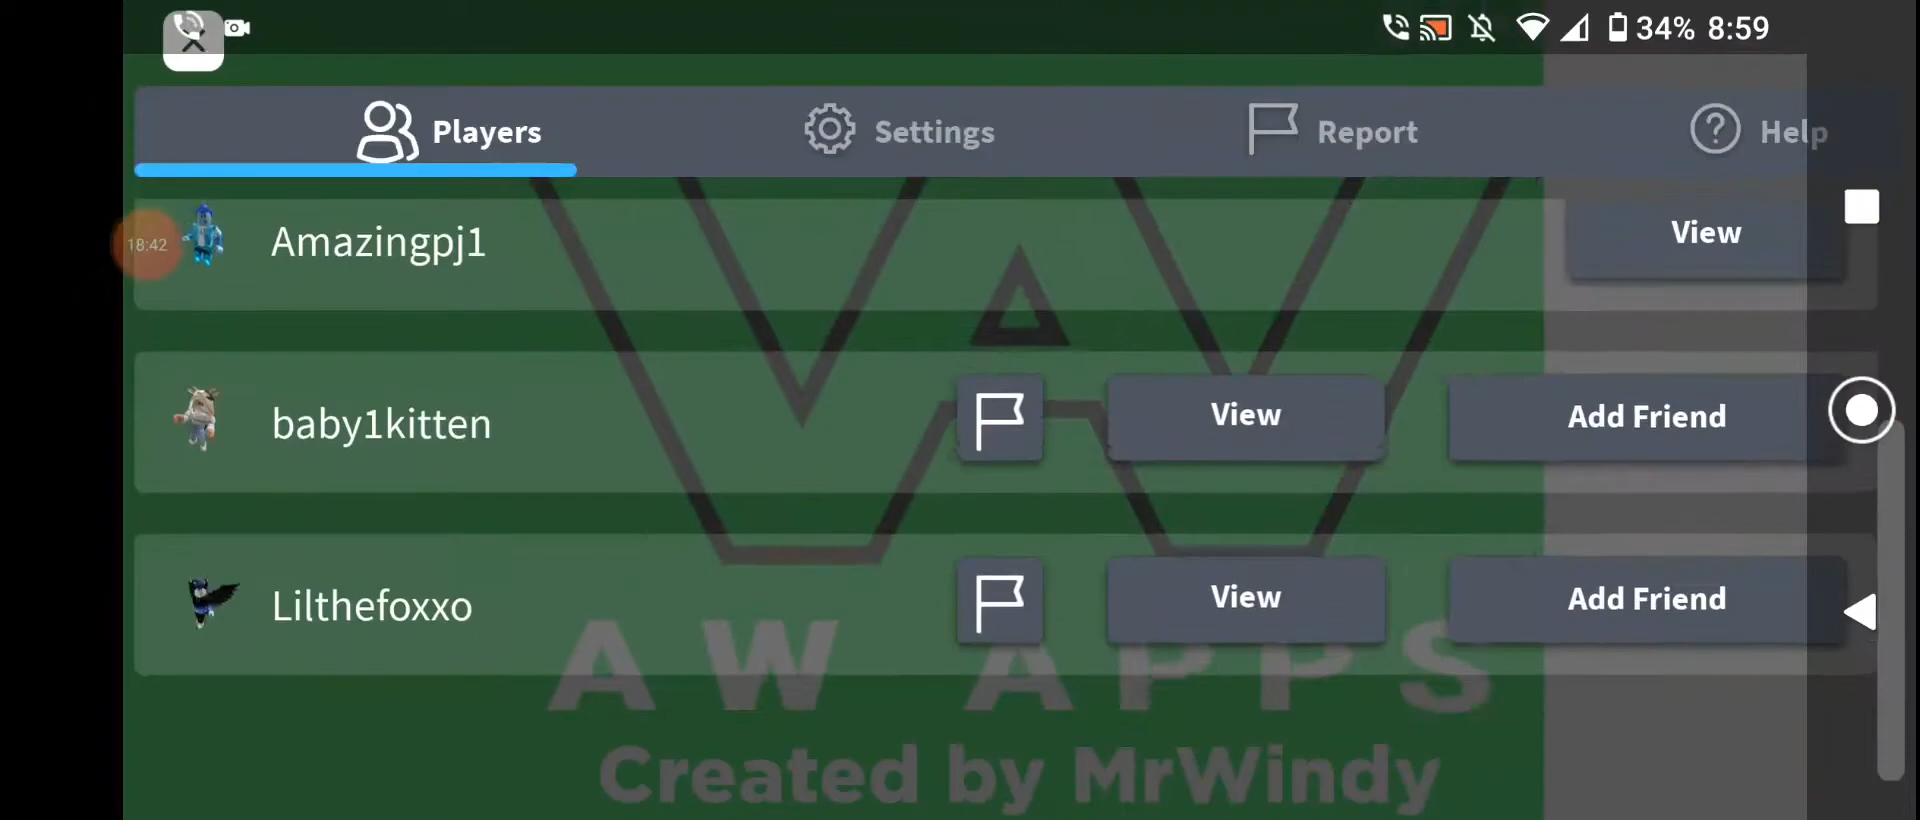 34% 8:59
Players Settings Report Help
18:42
Amazingpj1 View
baby1kitten View Add Friend
Lilthefoxxo View Add Friend
AW APPS
Created by MrWindy